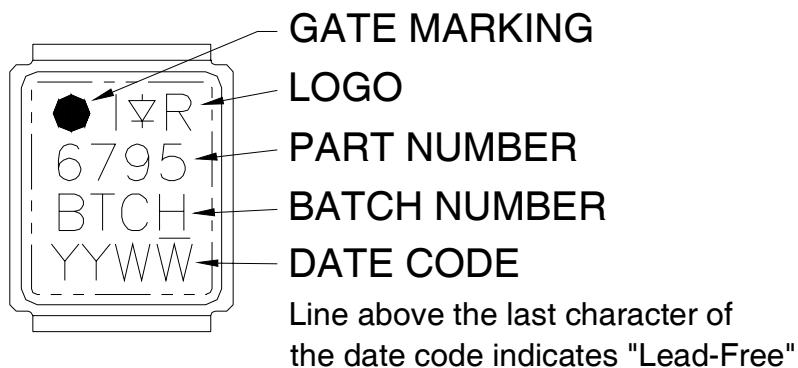 GATE MARKING
I R LOGO
6795 PART NUMBER
BTCH BATCH NUMBER
YYWW DATE CODE
Line above the last character of
the date code indicates "Lead-Free"